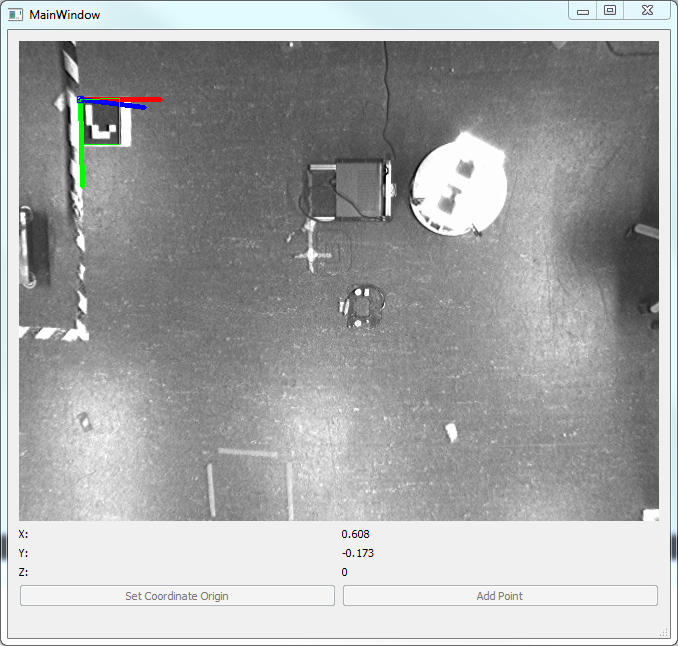 MainWindow
X: 0.608
Y: -0.173
Z: 0
Set Coordinate Origin Add Point